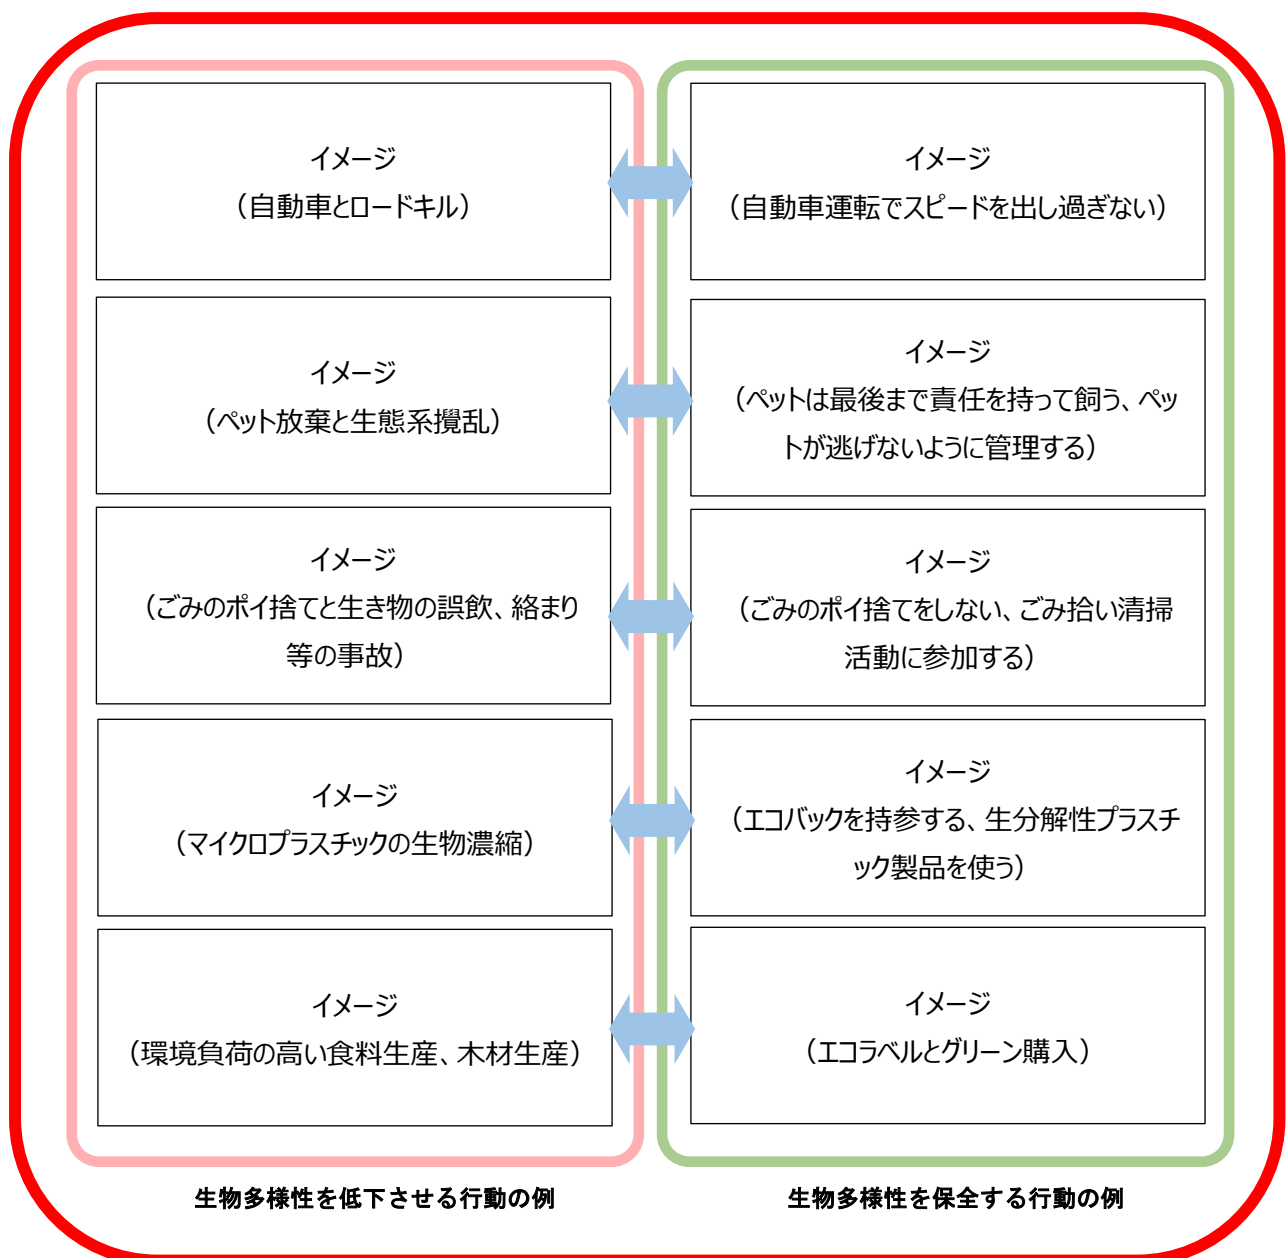 イメージ
（自動車とロードキル）
イメージ
（自動車運転でスピードを出し過ぎない）
イメージ
（ペット放棄と生態系攪乱）
イメージ
（ペットは最後まで責任を持って飼う、ペッ
トが逃げないように管理する）
イメージ
（ごみのポイ捨てと生き物の誤飲、絡まり
等の事故）
イメージ
（ごみのポイ捨てをしない、ごみ拾い清掃
活動に参加する）
イメージ
（マイクロプラスチックの生物濃縮）
イメージ
（エコバックを持参する、生分解性プラスチ
ック製品を使う）
イメージ
（環境負荷の高い食料生産、木材生産）
イメージ
（エコラベルとグリーン購入）
生物多様性を低下させる行動の例
生物多様性を保全する行動の例